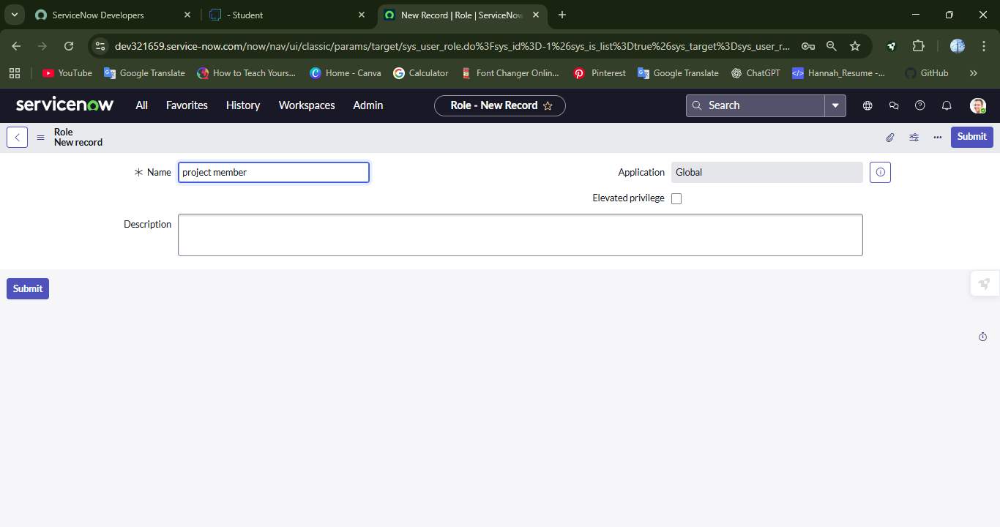 ServiceNow Developers
- Student
New Record | Role | ServiceNow
dev321659.service-now.com/now/nav/ui/classic/params/target/sys_user_role.do%3Fsys_id%3D-1%26sys_is_list%3Dtrue%26sys_target%3Dsys_user_r...
YouTube
Google Translate
How to Teach Yours...
Home - Canva
Calculator
Font Changer Onlin...
Pinterest
Google Translate
ChatGPT
Hannah_Resume -...
GitHub
servicenow
All
Favorites
History
Workspaces
Admin
Role - New Record
Search
Role
New record
Submit
Name
project member
Application
Global
Elevated privilege
Description
Submit